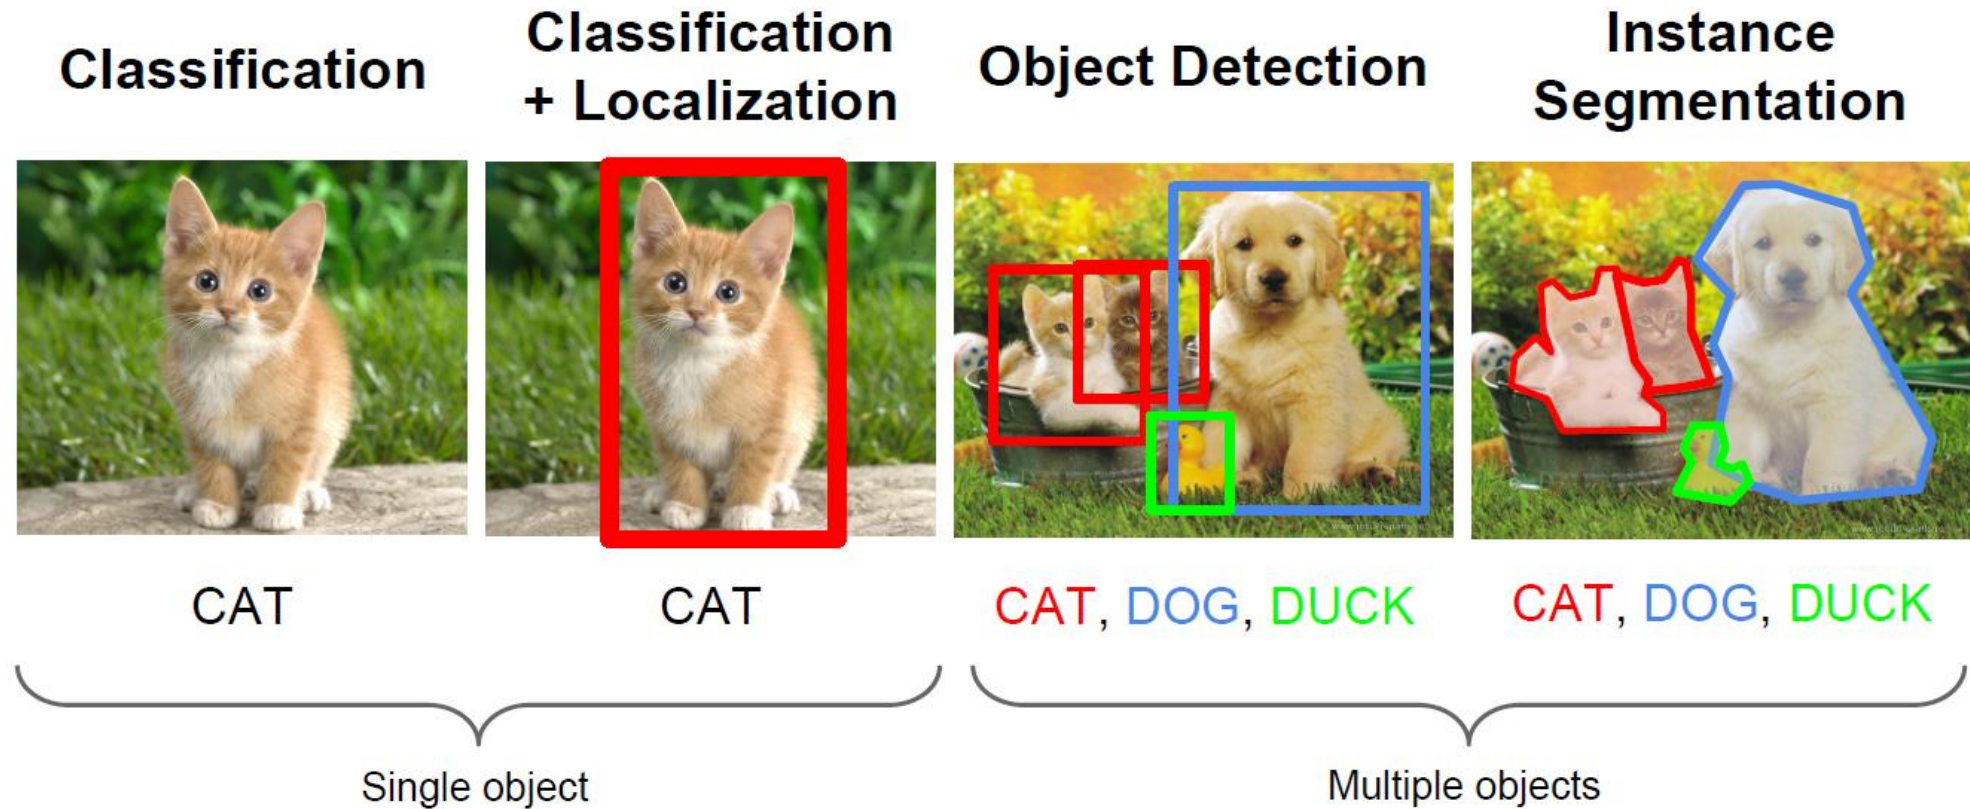 Classification
Classification
+ Localization
Object Detection
Instance
Segmentation
CAT
CAT
CAT, DOG, DUCK
CAT, DOG, DUCK
Single object
Multiple objects